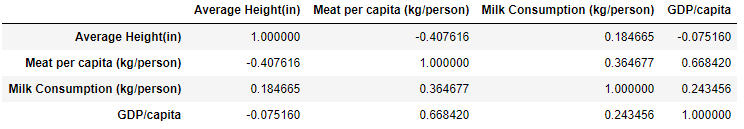 Average Height(in) Meat per capita (kg/person) Milk Consumption (kg/person) GDP/capita
Average Height(in) 1.000000 -0.407616 0.184665 -0.075160
Meat per capita (kg/person) -0.407616 1.000000 0.364677 0.668420
Milk Consumption (kg/person) 0.184665 0.364677 1.000000 0.243456
GDP/capita -0.075160 0.668420 0.243456 1.000000